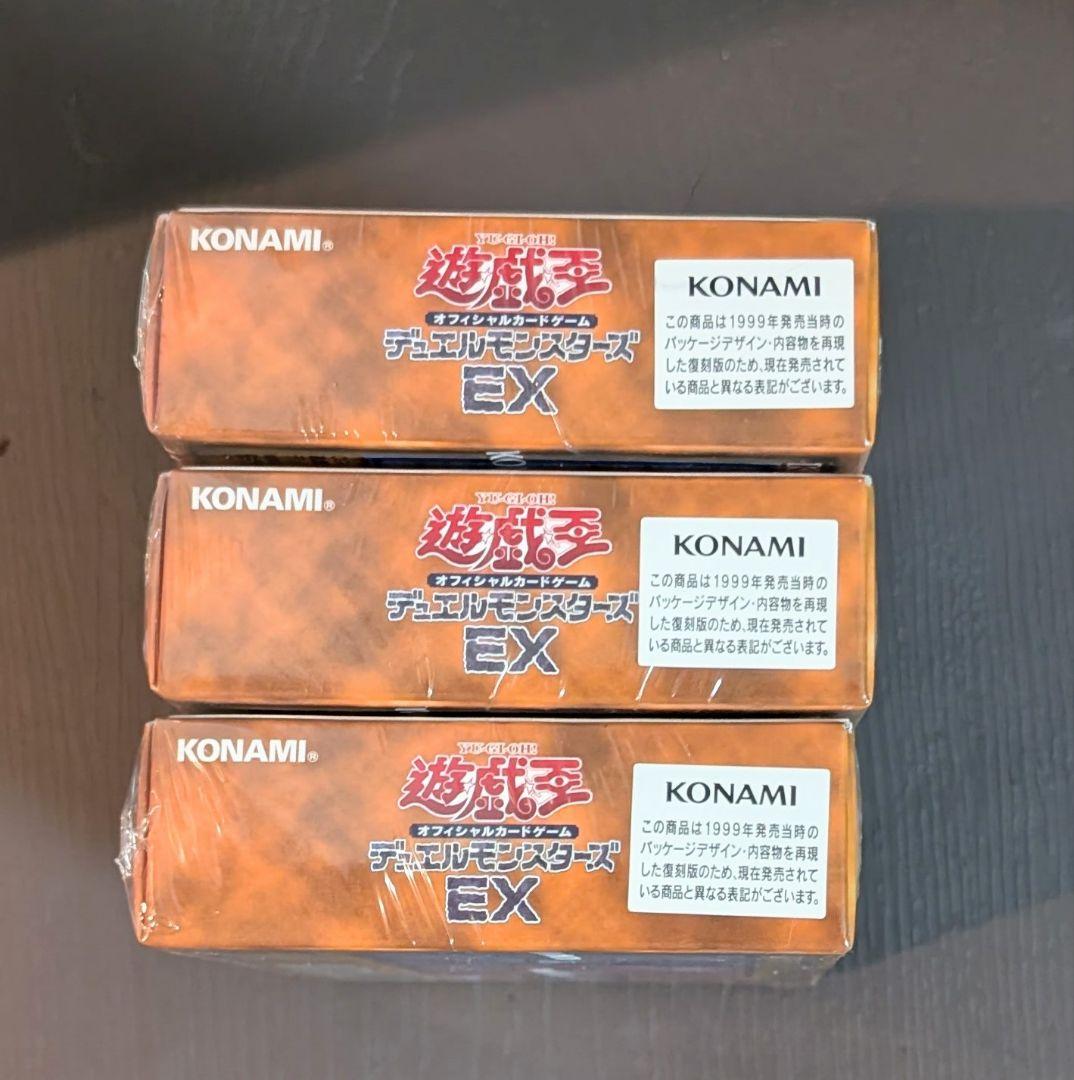 KONAMI®
YU-GI-OH!
遊戯王
オフィシャルカードゲーム
デュエルモンスターズ
EX
KONAMI
この商品は1999年発売当時の
パッケージデザイン・内容物を再現
した復刻版のため、現在発売されて
いる商品と異なる表記がございます。
KO
KONAMI®
YU-GI-OH!
遊戯王
オフィシャルカードゲーム
デュエルモンスターズ
EX
KONAMI
この商品は1999年発売当時の
パッケージデザイン・内容物を再現
した復刻版のため、現在発売されて
いる商品と異なる表記がございます。
KONAMI®
YU-GI-OH!
遊戯王
オフィシャルカードゲーム
デュエルモンスターズ
EX
KONAMI
この商品は1999年発売当時の
パッケージデザイン・内容物を再現
した復刻版のため、現在発売されて
いる商品と異なる表記がございます。